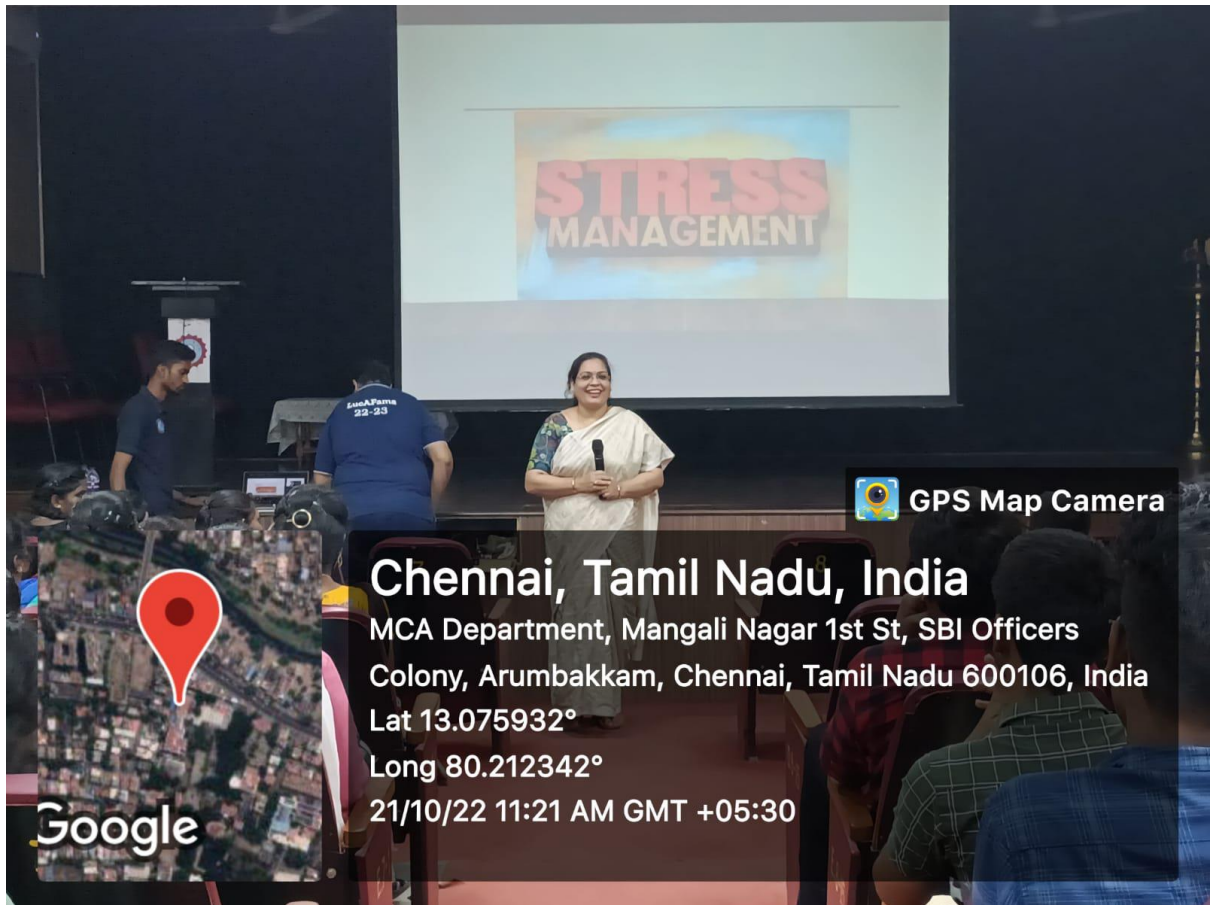 STRESS
MANAGEMENT
LucAFama
22-23
GPS Map Camera
Chennai, Tamil Nadu, India
MCA Department, Mangali Nagar 1st St, SBI Officers
Colony, Arumbakkam, Chennai, Tamil Nadu 600106, India
Lat 13.075932°
Long 80.212342°
21/10/22 11:21 AM GMT +05:30
Google
8